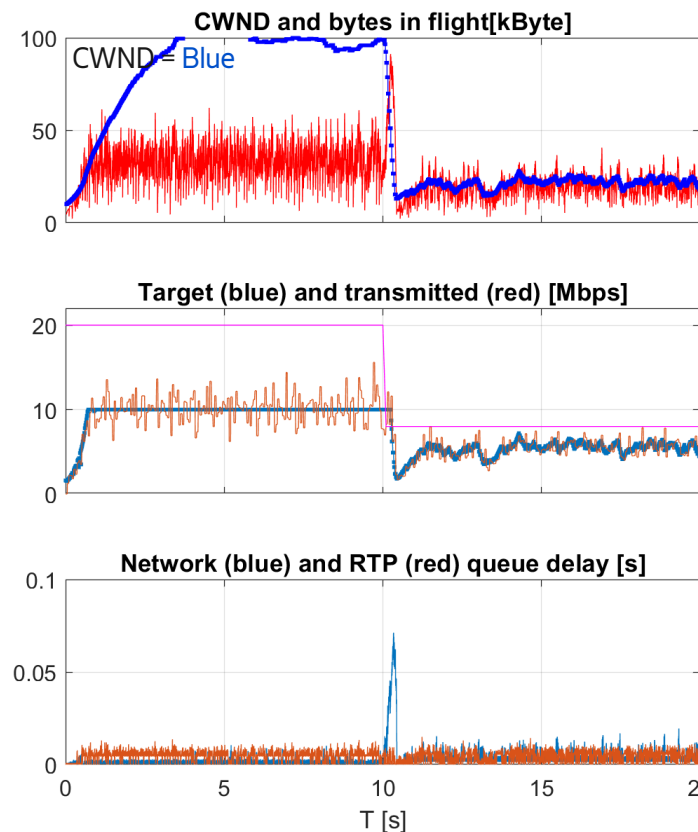 CWND and bytes in flight[kByte]
100
CWND = Blue
50
0
Target (blue) and transmitted (red) [Mbps]
20
10
0
Network (blue) and RTP (red) queue delay [s]
0.1
0.05
0
0 5 10 15 20
T [s]